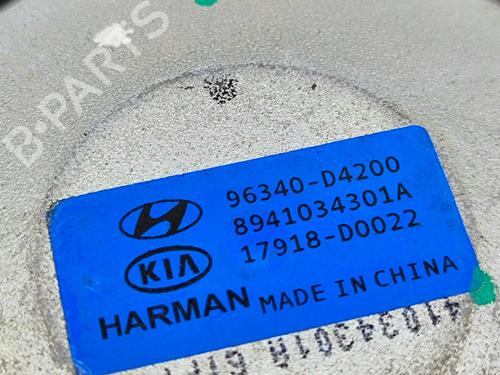 B-PARTS
96340-D4200
8941034301A
17918-D0022
KIA
HARMAN MADE IN CHINA